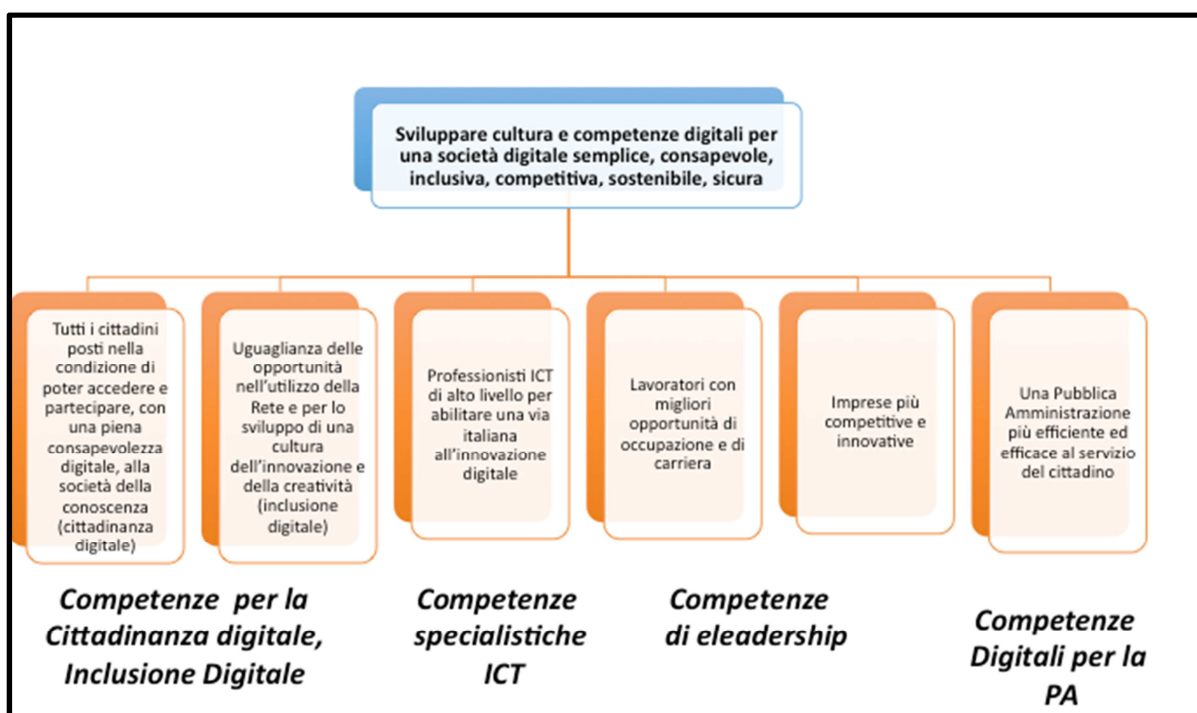 Sviluppare cultura e competenze digitali per
una società digitale semplice, consapevole,
inclusiva, competitiva, sostenibile, sicura
Tutti i cittadini
posti nella
condizione di
poter accedere e
partecipare, con
una piena
consapevolezza
digitale, alla
società della
conoscenza
(cittadinanza
digitale)
Uguaglianza delle
opportunità
nell'utilizzo della
Rete e per lo
sviluppo di una
cultura
dell'innovazione e
della creatività
(inclusione
digitale)
Professionisti ICT
di alto livello per
abilitare una via
italiana
all'innovazione
digitale
Lavoratori con
migliori
opportunità di
occupazione e di
carriera
Imprese più
competitive e
innovative
Una Pubblica
Amministrazione
più efficiente ed
efficace al servizio
del cittadino
Competenze per la
Cittadinanza digitale,
Inclusione Digitale
Competenze
specialistiche
ICT
Competenze
di eleadership
Competenze
Digitali per la
PA